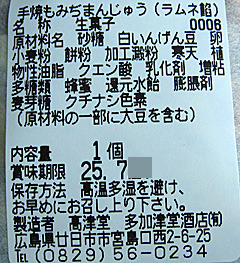 手焼もみぢまんじゅう(ラムネ餡)
名 称 生菓子 0006
原材料名 砂糖 白いんげん豆 卵
小麦粉 餅粉 加工澱粉 寒天 植
物性油脂 クエン酸 乳化剤 増粘
多糖類 蜂蜜 還元水飴 膨脹剤
麦芽糖 クチナシ色素
(原材料の一部に大豆を含む)
内容量 1個
賞味期限 25.7
保存方法 高温多湿を避け、
お早めにお召し上り下さい。
製造者 高津堂 多加津堂酒店(有)
広島県廿日市市宮島口西2-6-25
TEL(0829)56-0234